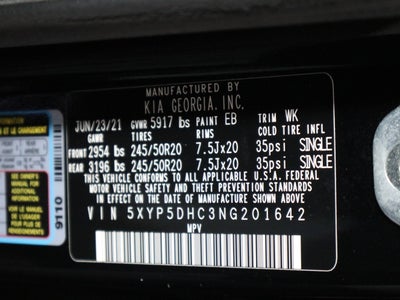 MANUFACTURED BY
KIA GEORGIA. INC.
JUN/23/21 GVWR 5917 lbs PAINT EB TRIM WK
GAWR TIRES RIMS COLD TIRE INFL
FRONT 2954 lbs 245/50R20 7.5Jx20 35psi SINGLE
REAR 3196 lbs 245/50R20 7.5Jx20 35psi SINGLE
THIS VEHICLE CONFORMS TO ALL APPLICABLE U.S.A. FEDERAL
MOTOR VEHICLE SAFETY AND THEFT PREVENTION STANDARDS
IN EFFECT ON THE DATE OF MANUFACTURE SHOWN ABOVE.
VIN 5XYP5DHC3NG201642
MPV
9110